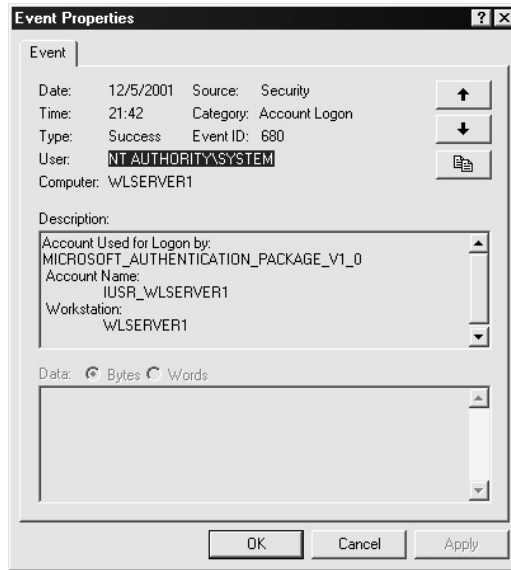 Event Properties
Event
Date: 12/5/2001 Source: Security
Time: 21:42 Category: Account Logon
Type: Success Event ID: 680
User: NT AUTHORITY\SYSTEM
Computer: WLSERVER1
Description:
Account Used for Logon by:
MICROSOFT_AUTHENTICATION_PACKAGE_V1_0
Account Name:
IUSR_WLSERVER1
Workstation:
WLSERVER1
Data: Bytes Words
OK Cancel Apply